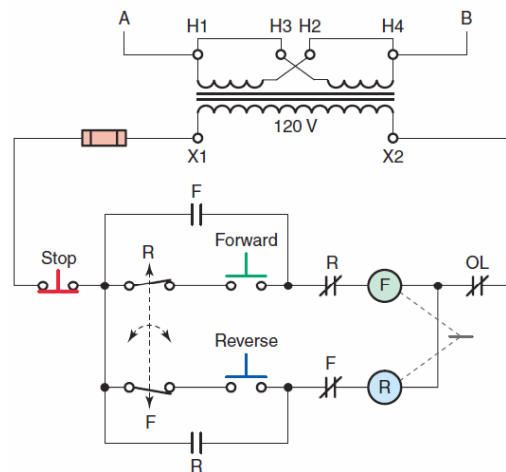 A H1 H3 H2 H4 B
120 V
X1 X2
F
Stop R Forward R F OL
Reverse F R
F
R